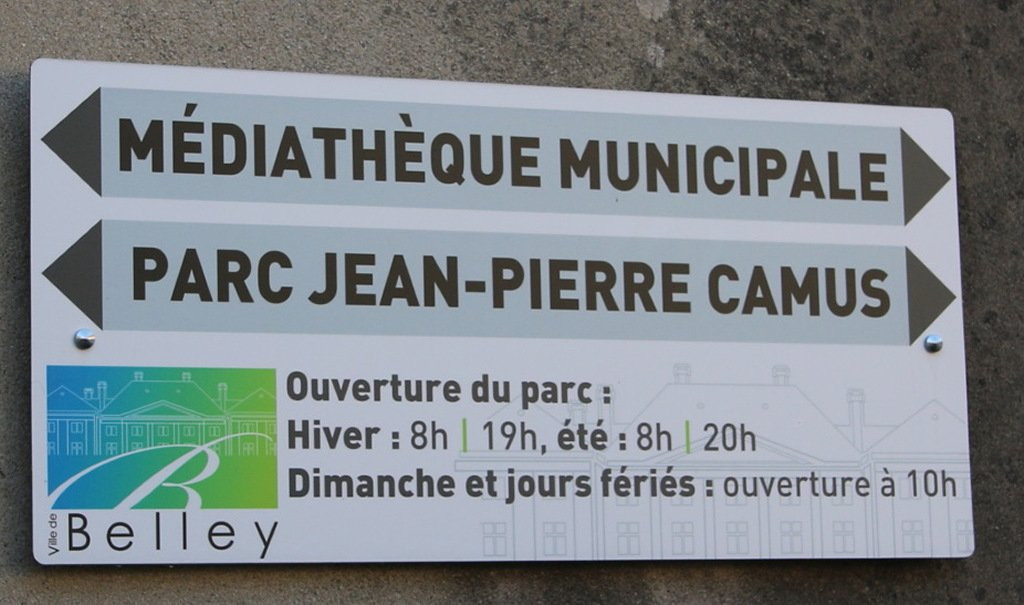 MÉDIATHÈQUE MUNICIPALE
PARC JEAN-PIERRE CAMUS
Ouverture du parc :
Hiver : 8h | 19h, été : 8h | 20h
Dimanche et jours fériés : ouverture à 10h
B
Ville de Belley